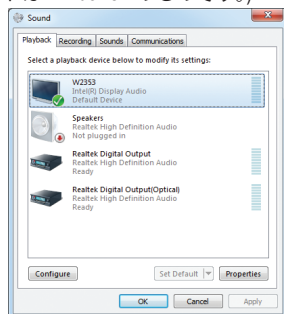 Sound
Playback Recording Sounds Communications
Select a playback device below to modify its settings:
W2353
Intel(R) Display Audio
Default Device
Speakers
Realtek High Definition Audio
Not plugged in
Realtek Digital Output
Realtek High Definition Audio
Ready
Realtek Digital Output(Optical)
Realtek High Definition Audio
Ready
Configure Set Default Properties
OK Cancel Apply